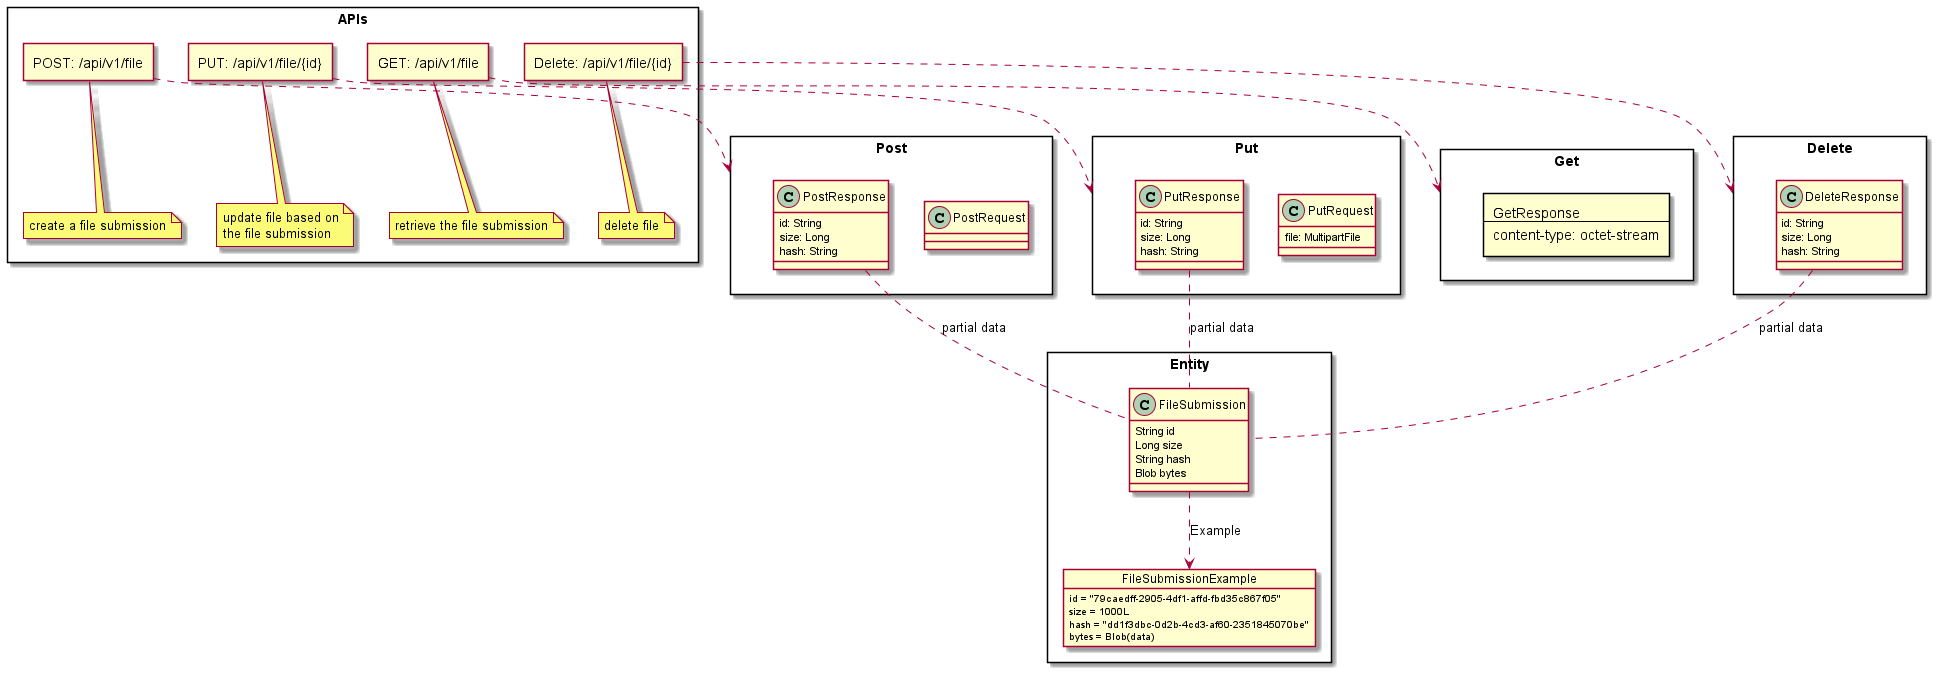 APIs
POST: /api/v1/file
PUT: /api/v1/file/{id}
GET: /api/v1/file
Delete: /api/v1/file/{id}
create a file submission
update file based on
the file submission
retrieve the file submission
delete file
Post
C PostResponse
id: String
size: Long
hash: String
C PostRequest
Put
C PutResponse
id: String
size: Long
hash: String
C PutRequest
file: MultipartFile
Get
GetResponse
content-type: octet-stream
Delete
C DeleteResponse
id: String
size: Long
hash: String
partial data
partial data
partial data
Entity
C FileSubmission
String id
Long size
String hash
Blob bytes
Example
FileSubmissionExample
id = "79caedff-2905-4df1-affd-fbd35c867f05"
size = 1000L
hash = "dd1f3dbc-0d2b-4cd3-af60-2351845070be"
bytes = Blob(data)